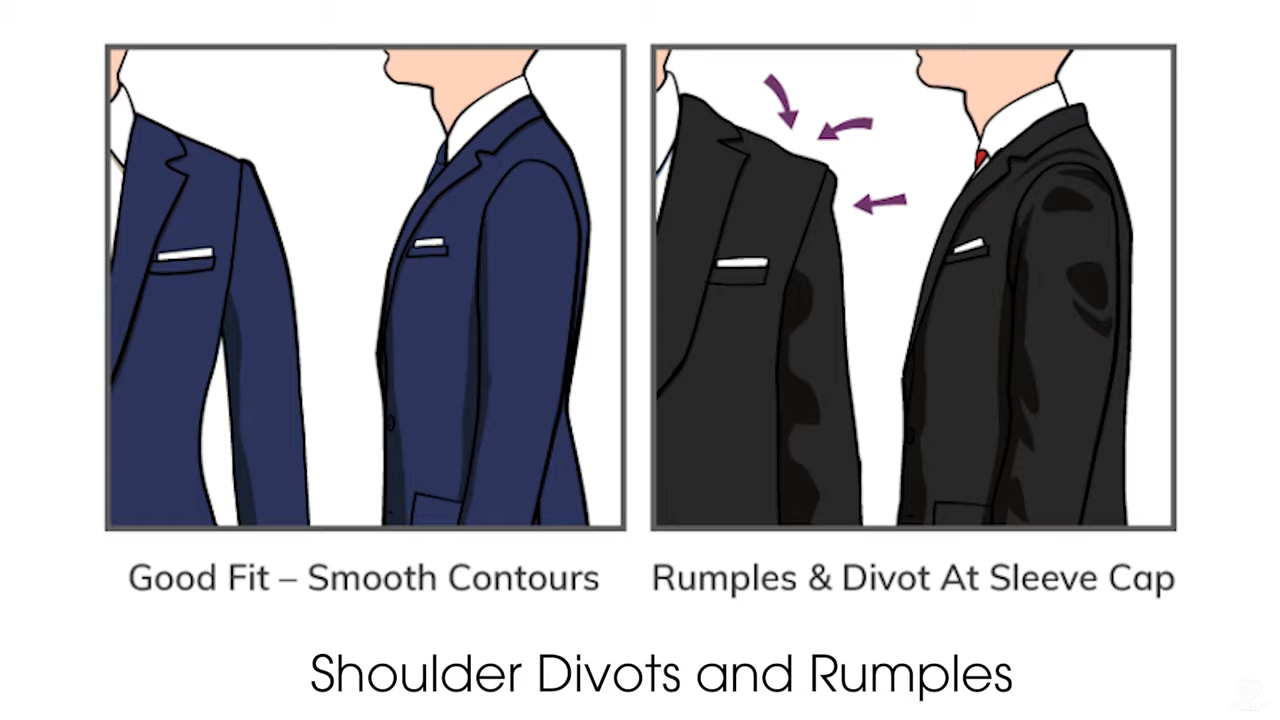 Good Fit – Smooth Contours
Rumples & Divot At Sleeve Cap
Shoulder Divots and Rumples